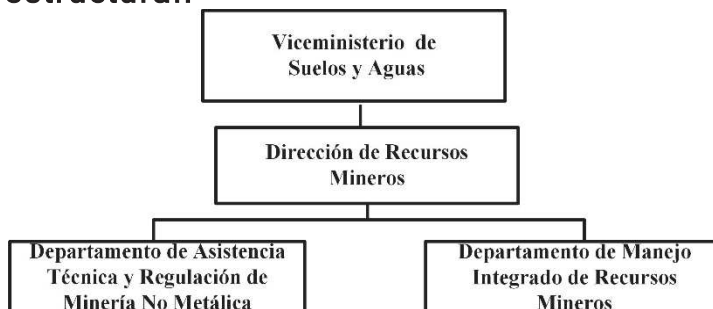 Viceministerio de
Suelos y Aguas
Dirección de Recursos
Mineros
Departamento de Asistencia
Técnica y Regulación de
Minería No Metálica
Departamento de Manejo
Integrado de Recursos
Mineros